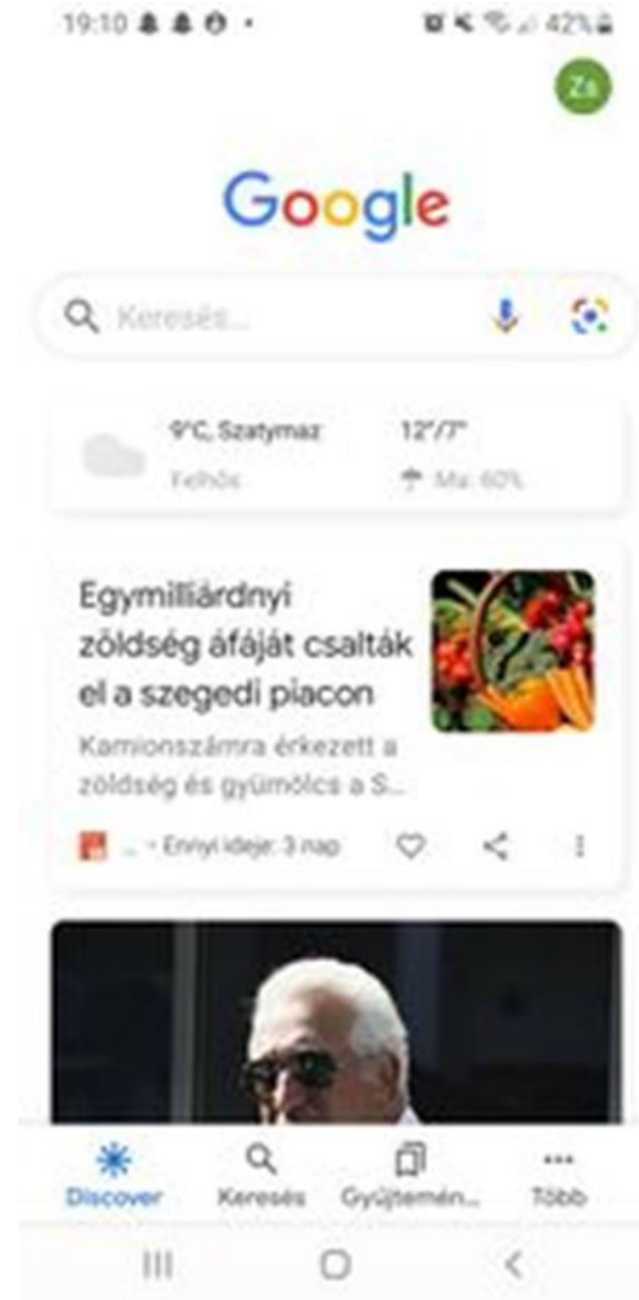 19:10
42%
Zs
Google
Keresés...
9°C, Szatymaz
12°/7°
Felhős
Ma: 60%
Egymilliárdnyi
zöldség áfáját csalták
el a szegedi piacon
Kamionszámra érkezett a
zöldség és gyümölcs a S...
· Ennyi ideje: 3 nap
Discover
Keresés
Gyűjtemén...
Több